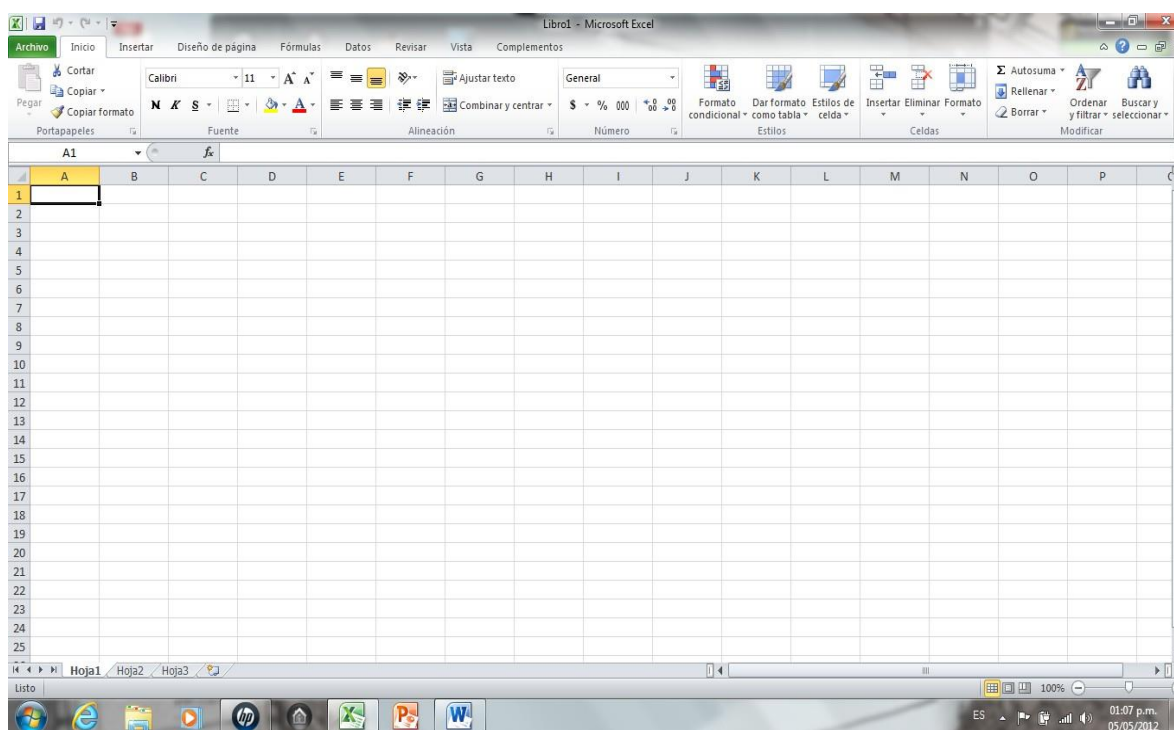 Libro1 - Microsoft Excel
Archivo Inicio Insertar Diseño de página Fórmulas Datos Revisar Vista Complementos
Pegar
Cortar
Copiar
Copiar formato
Portapapeles
Calibri 11
N K S
Fuente
Ajustar texto
Combinar y centrar
Alineación
General
$ % 000
Número
Formato condicional
Dar formato como tabla
Estilos de celda
Estilos
Insertar Eliminar Formato
Celdas
Σ Autosuma
Rellenar
Borrar
Ordenar y filtrar
Buscar y seleccionar
Modificar
A1 fx
A B C D E F G H I J K L M N O P
1
2
3
4
5
6
7
8
9
10
11
12
13
14
15
16
17
18
19
20
21
22
23
24
25
Hoja1 Hoja2 Hoja3
Listo 100%
ES 01:07 p.m.
05/05/2012